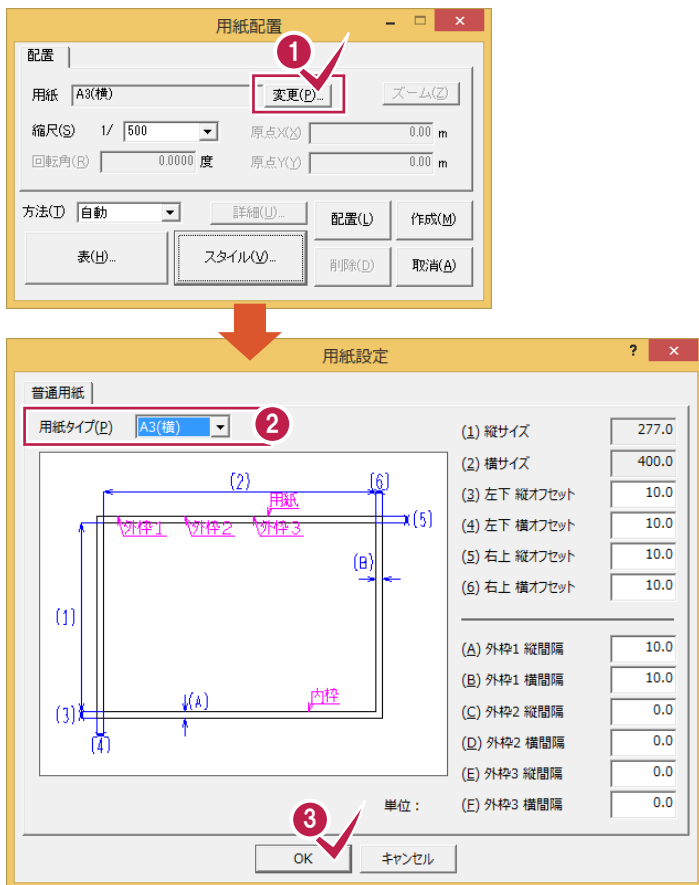 用紙配置
1
配置
用紙 A3(横) 変更(P)... ズーム(Z)
縮尺(S) 1/ 500 原点X(X) 0.00 m
回転角(R) 0.0000 度 原点Y(Y) 0.00 m
方法(T) 自動 詳細(U)... 配置(L) 作成(M)
表(H)... スタイル(V)... 削除(D) 取消(A)
用紙設定 ?
普通用紙
用紙タイプ(P) A3(横) 2
(1) 縦サイズ 277.0
(2) 横サイズ 400.0
(3) 左下 縦オフセット 10.0
(4) 左下 横オフセット 10.0
(5) 右上 縦オフセット 10.0
(6) 右上 横オフセット 10.0
(A) 外枠1 縦間隔 10.0
(B) 外枠1 横間隔 10.0
(C) 外枠2 縦間隔 0.0
(D) 外枠2 横間隔 0.0
(E) 外枠3 縦間隔 0.0
(F) 外枠3 横間隔 0.0
(2) (6)
用紙
外枠1 外枠2 外枠3 (5)
(B)
(1)
内枠
(A)
(3)
(4)
単位：
3
OK キャンセル